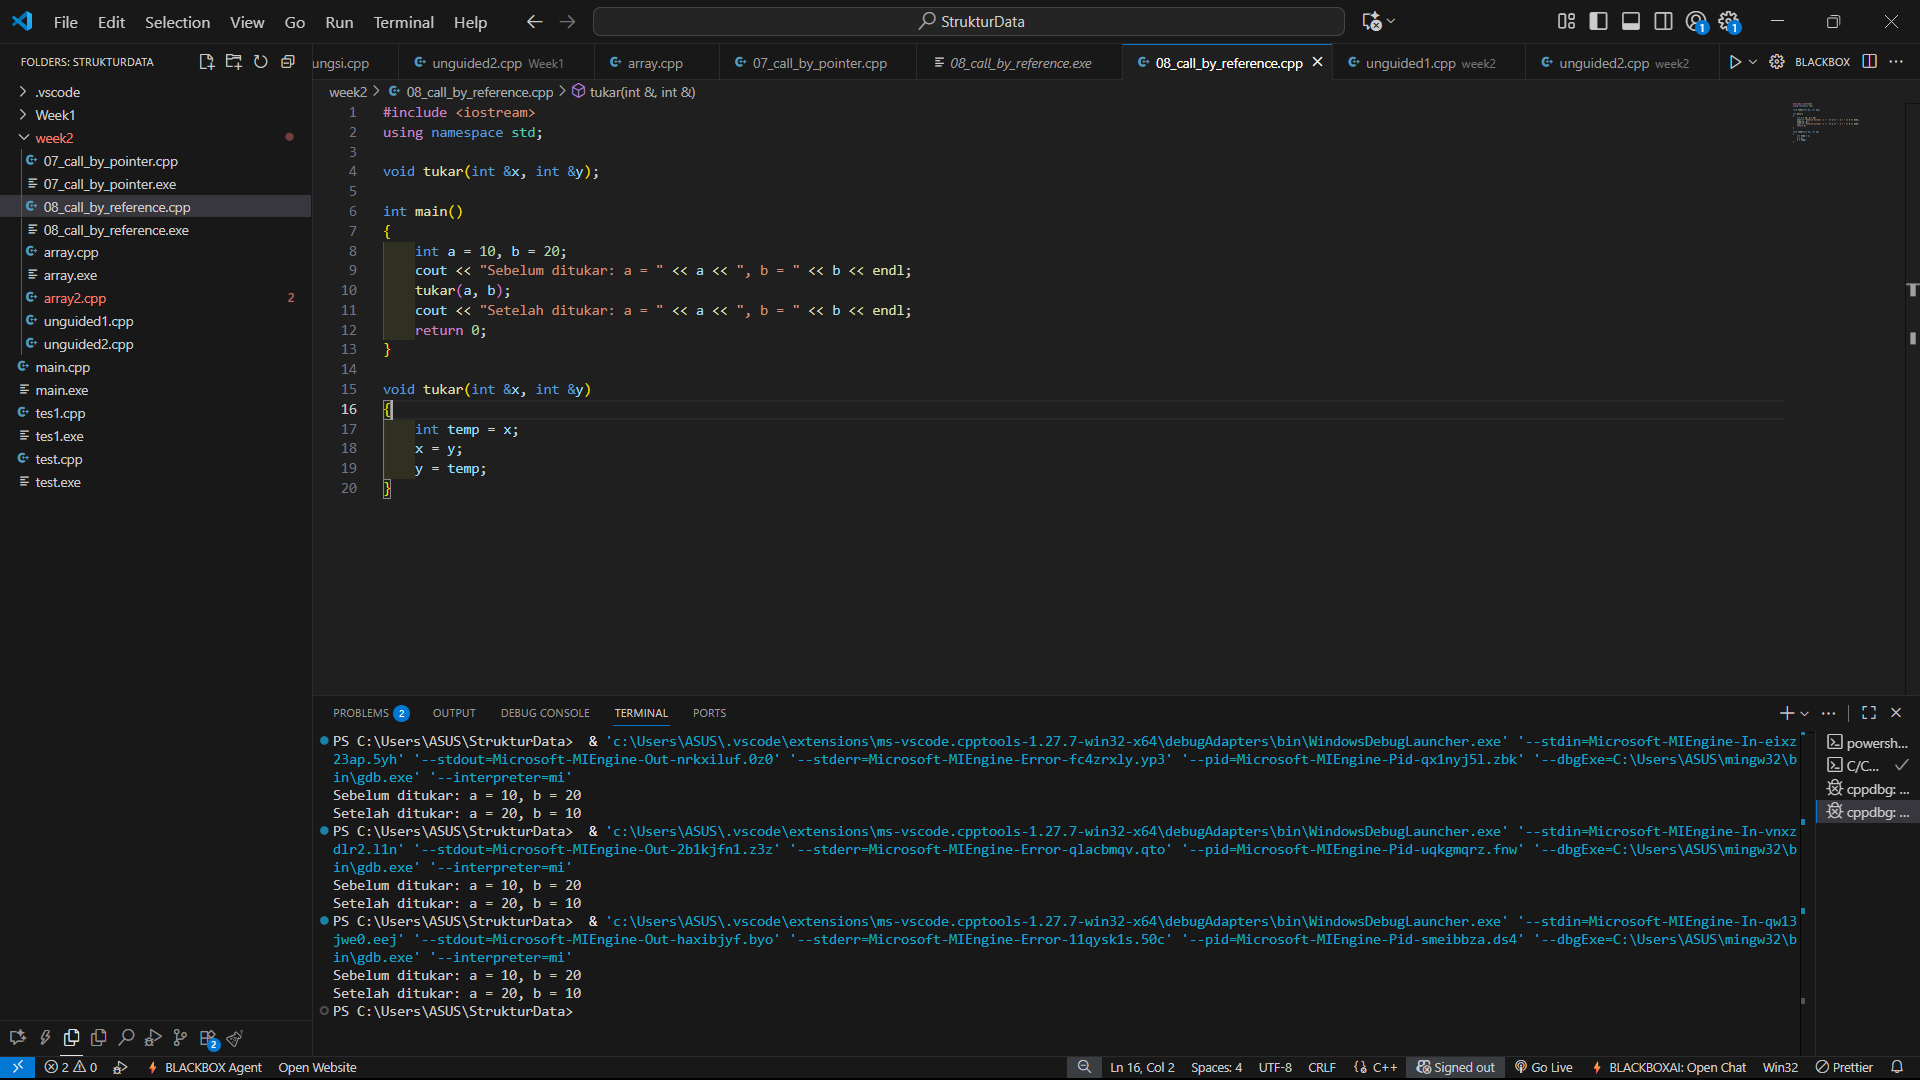 File Edit Selection View Go Run Terminal Help
StrukturData
FOLDERS: STRUKTURDATA
.vscode
Week1
week2
07_call_by_pointer.cpp
07_call_by_pointer.exe
08_call_by_reference.cpp
08_call_by_reference.exe
array.cpp
array.exe
array2.cpp 2
unguided1.cpp
unguided2.cpp
main.cpp
main.exe
tes1.cpp
tes1.exe
test.cpp
test.exe
ungsi.cpp unguided2.cpp Week1 array.cpp 07_call_by_pointer.cpp 08_call_by_reference.exe 08_call_by_reference.cpp unguided1.cpp week2 unguided2.cpp week2 BLACKBOX
week2 > 08_call_by_reference.cpp > tukar(int &, int &)
1 #include <iostream>
2 using namespace std;
3
4 void tukar(int &x, int &y);
5
6 int main()
7 {
8 int a = 10, b = 20;
9 cout << "Sebelum ditukar: a = " << a << ", b = " << b << endl;
10 tukar(a, b);
11 cout << "Setelah ditukar: a = " << a << ", b = " << b << endl;
12 return 0;
13 }
14
15 void tukar(int &x, int &y)
16 {
17 int temp = x;
18 x = y;
19 y = temp;
20 }
PROBLEMS 2 OUTPUT DEBUG CONSOLE TERMINAL PORTS
PS C:\Users\ASUS\StrukturData> & 'c:\Users\ASUS\.vscode\extensions\ms-vscode.cpptools-1.27.7-win32-x64\debugAdapters\bin\WindowsDebugLauncher.exe' '--stdin=Microsoft-MIEngine-In-eixz
23ap.5yh' '--stdout=Microsoft-MIEngine-Out-nrkxiluf.0z0' '--stderr=Microsoft-MIEngine-Error-fc4zrxly.yp3' '--pid=Microsoft-MIEngine-Pid-qx1nyj5l.zbk' '--dbgExe=C:\Users\ASUS\mingw32\b
in\gdb.exe' '--interpreter=mi'
Sebelum ditukar: a = 10, b = 20
Setelah ditukar: a = 20, b = 10
PS C:\Users\ASUS\StrukturData> & 'c:\Users\ASUS\.vscode\extensions\ms-vscode.cpptools-1.27.7-win32-x64\debugAdapters\bin\WindowsDebugLauncher.exe' '--stdin=Microsoft-MIEngine-In-vnxz
dlr2.l1n' '--stdout=Microsoft-MIEngine-Out-2b1kjfn1.z3z' '--stderr=Microsoft-MIEngine-Error-qlacbmqv.qto' '--pid=Microsoft-MIEngine-Pid-uqkgmqrz.fnw' '--dbgExe=C:\Users\ASUS\mingw32\b
in\gdb.exe' '--interpreter=mi'
Sebelum ditukar: a = 10, b = 20
Setelah ditukar: a = 20, b = 10
PS C:\Users\ASUS\StrukturData> & 'c:\Users\ASUS\.vscode\extensions\ms-vscode.cpptools-1.27.7-win32-x64\debugAdapters\bin\WindowsDebugLauncher.exe' '--stdin=Microsoft-MIEngine-In-qw13
jwe0.eej' '--stdout=Microsoft-MIEngine-Out-haxibjyf.byo' '--stderr=Microsoft-MIEngine-Error-11qysk1s.50c' '--pid=Microsoft-MIEngine-Pid-smeibbza.ds4' '--dbgExe=C:\Users\ASUS\mingw32\b
in\gdb.exe' '--interpreter=mi'
Sebelum ditukar: a = 10, b = 20
Setelah ditukar: a = 20, b = 10
PS C:\Users\ASUS\StrukturData>
powersh...
C/C...
cppdbg: ...
cppdbg: ...
2 0 BLACKBOX Agent Open Website Ln 16, Col 2 Spaces: 4 UTF-8 CRLF {} C++ Signed out Go Live BLACKBOXAI: Open Chat Win32 Prettier